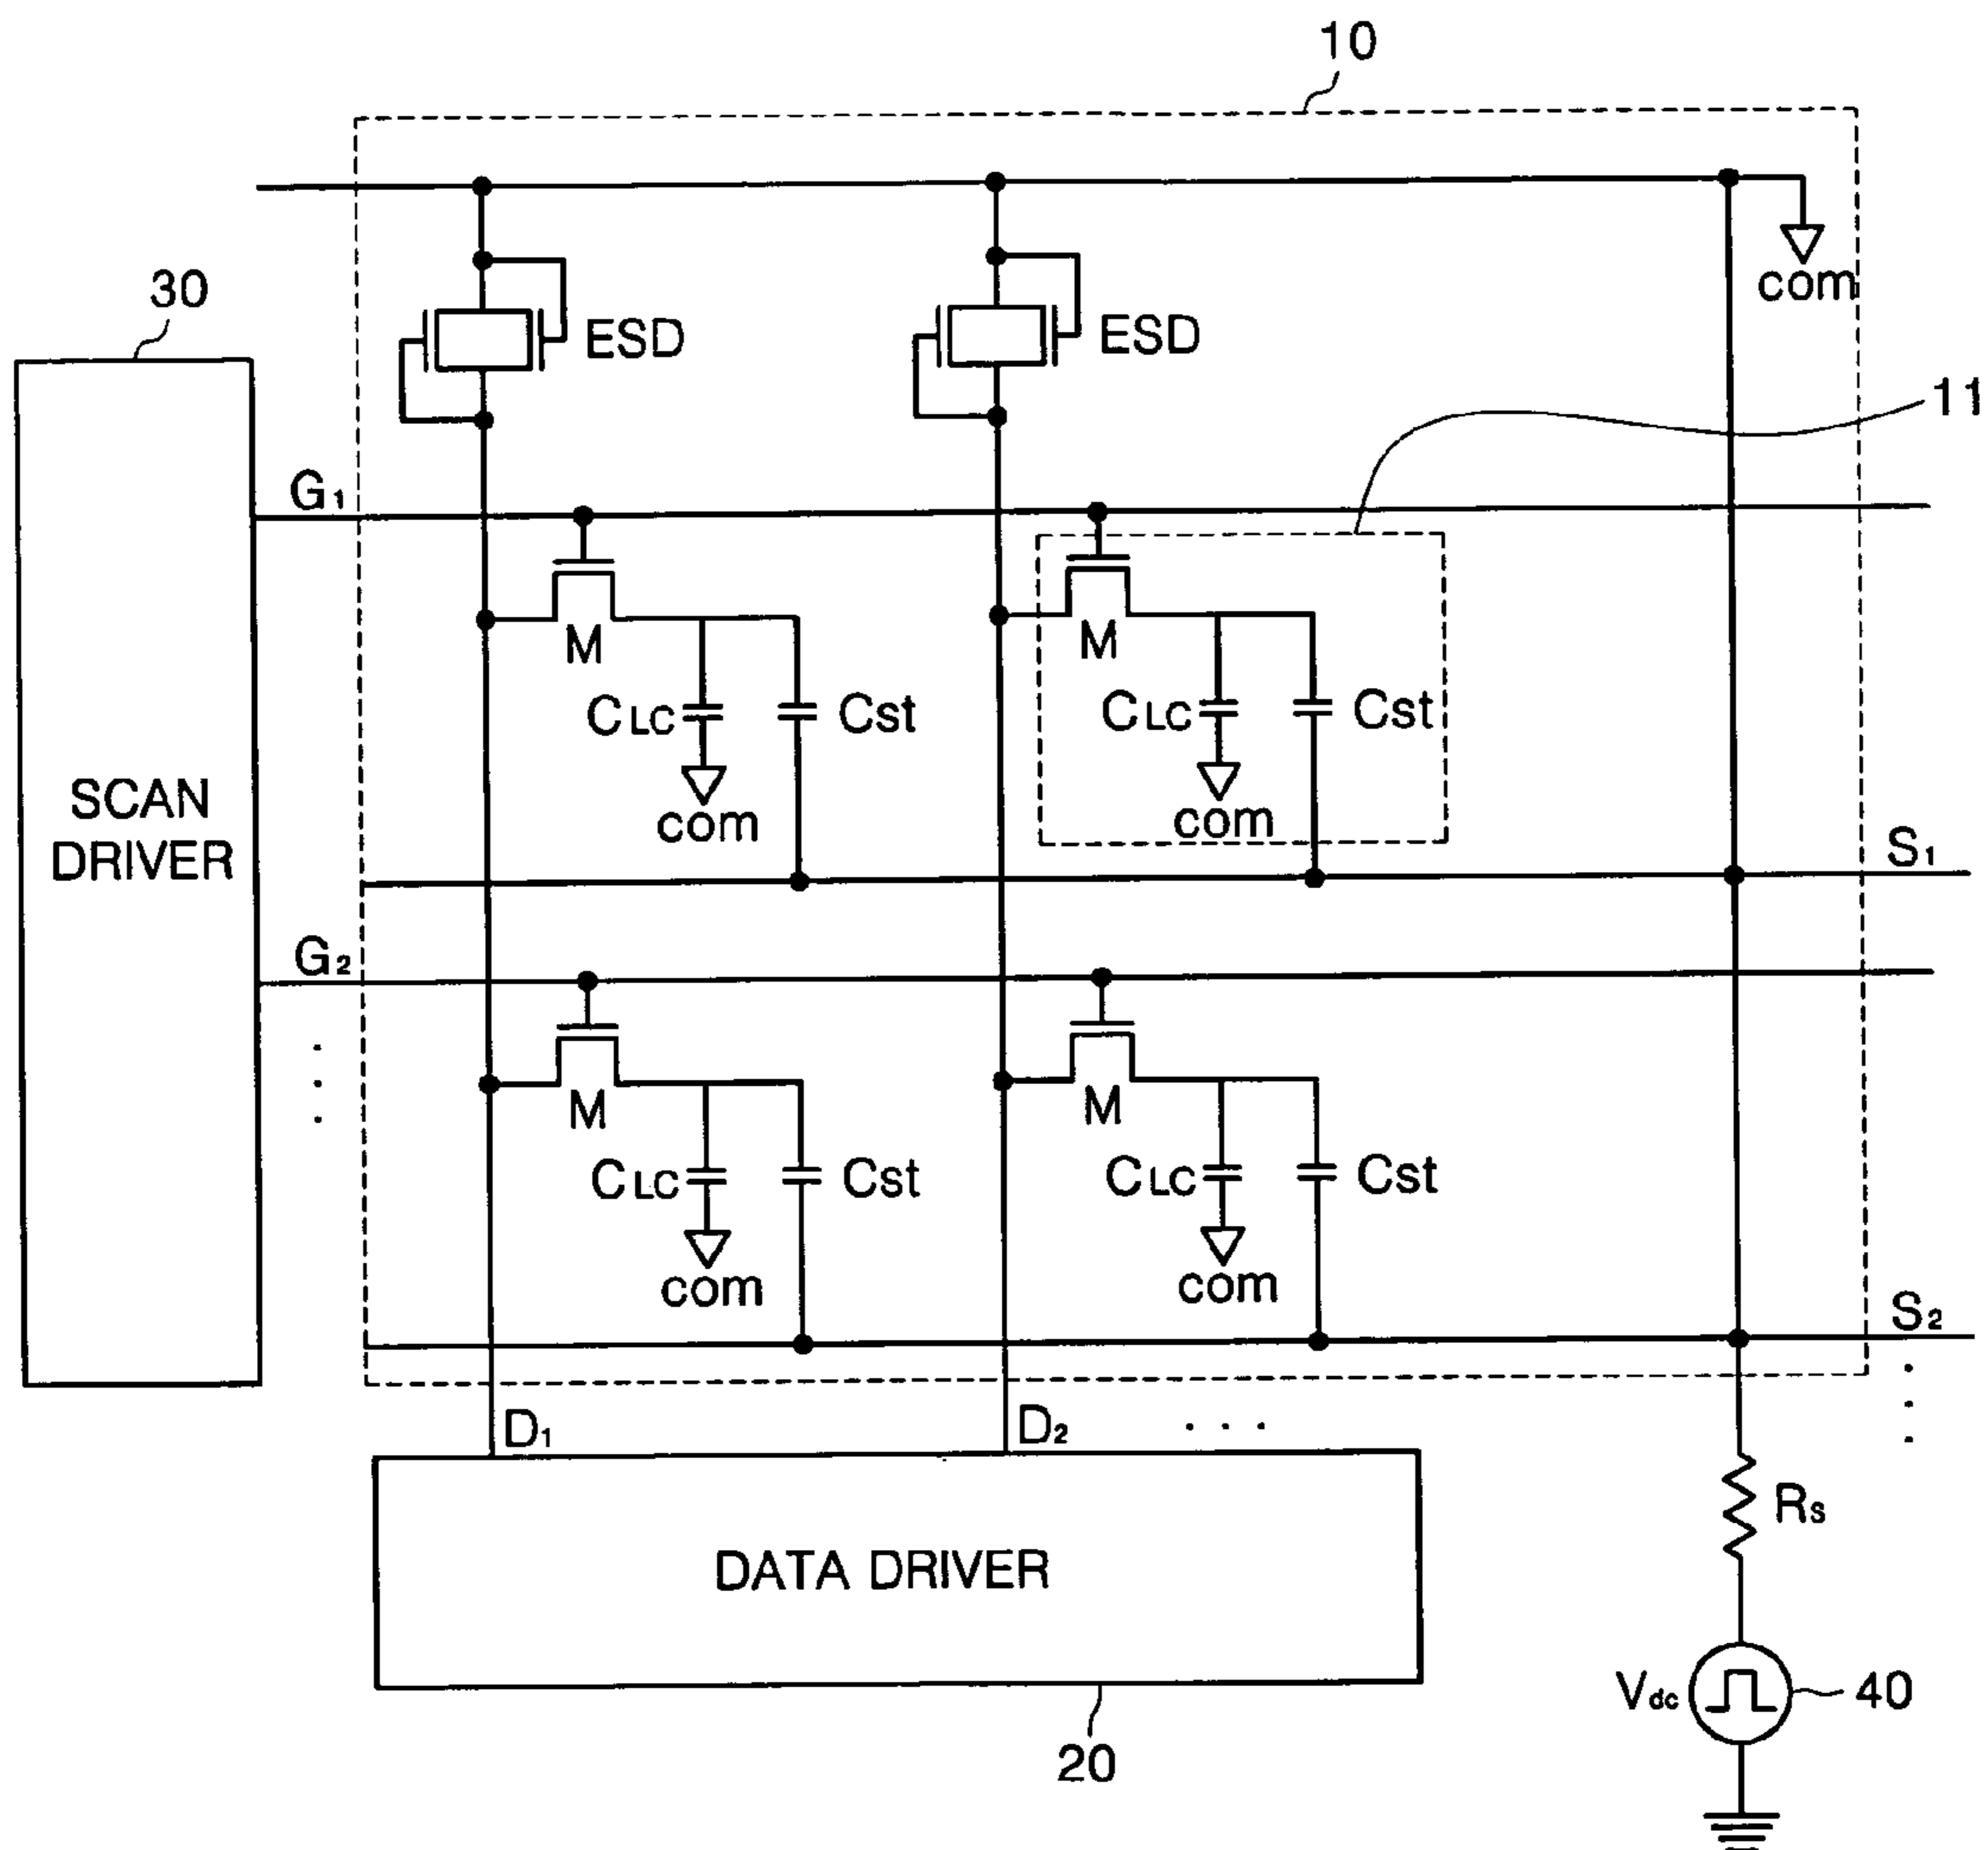 10
com
30
ESD
ESD
11
G₁
M
M
CLC
Cst
CLC
Cst
com
com
SCAN
DRIVER
S₁
G₂
M
M
CLC
Cst
CLC
Cst
com
com
S₂
D₁
D₂
. . .
Rs
DATA DRIVER
Vdc
40
20